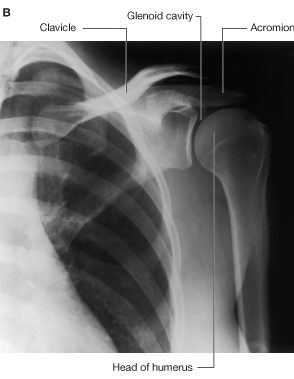 B
Glenoid cavity
Clavicle
Acromion
Head of humerus